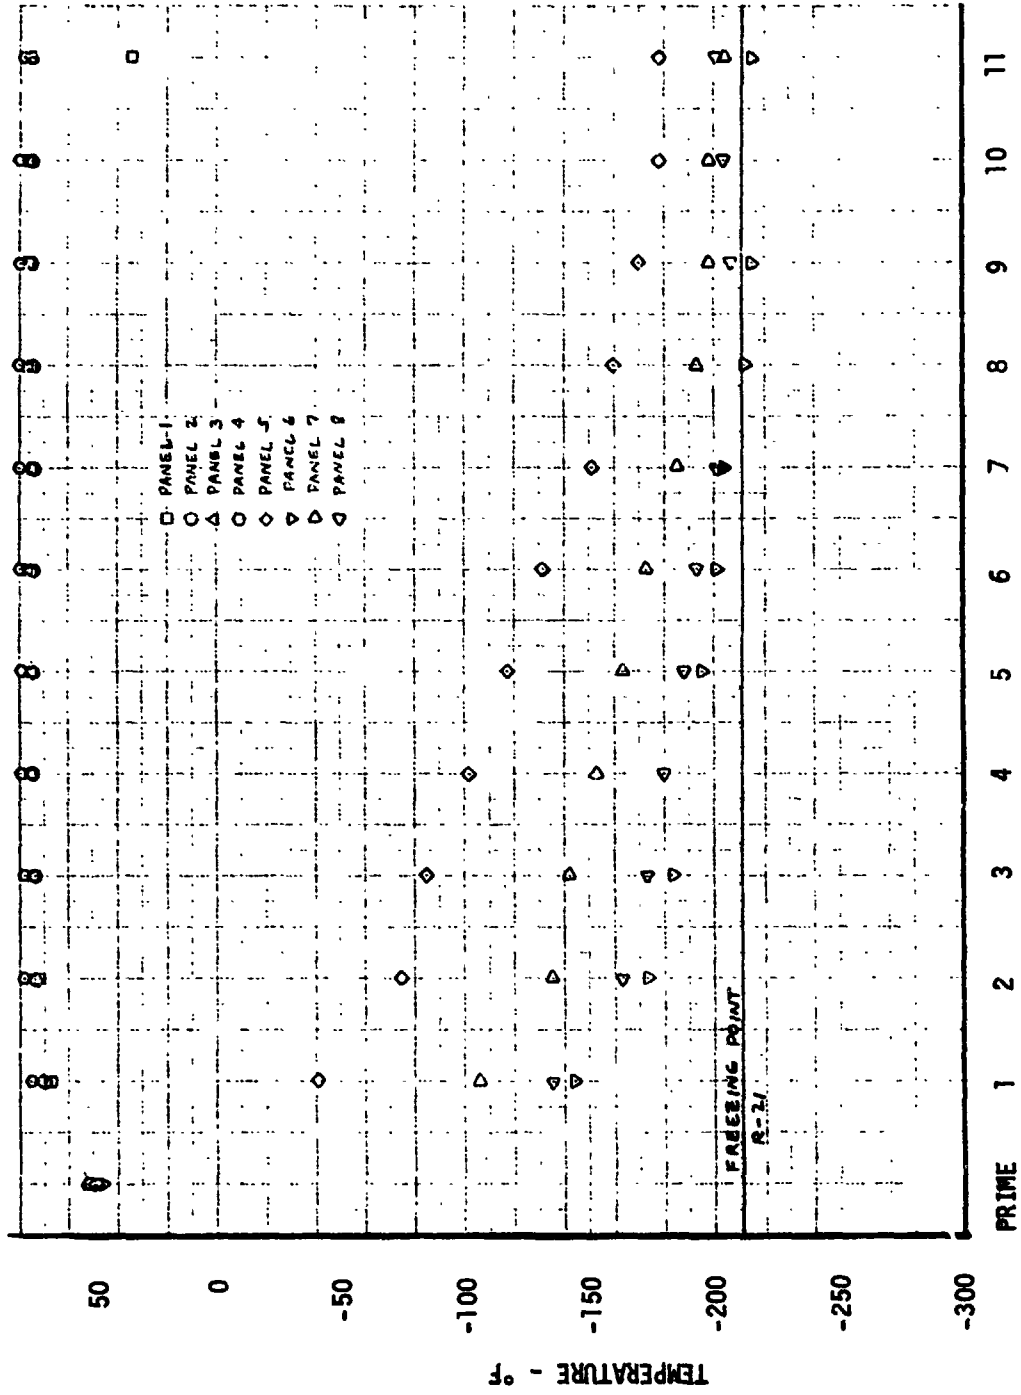 TEMPERATURE - °F
50
0
-50
-100
-150
-200
-250
-300
PANEL 1
PANEL 2
PANEL 3
PANEL 4
PANEL 5
PANEL 6
PANEL 7
PANEL 8
FREEZING POINT
R-21
PRIME
1
2
3
4
5
6
7
8
9
10
11